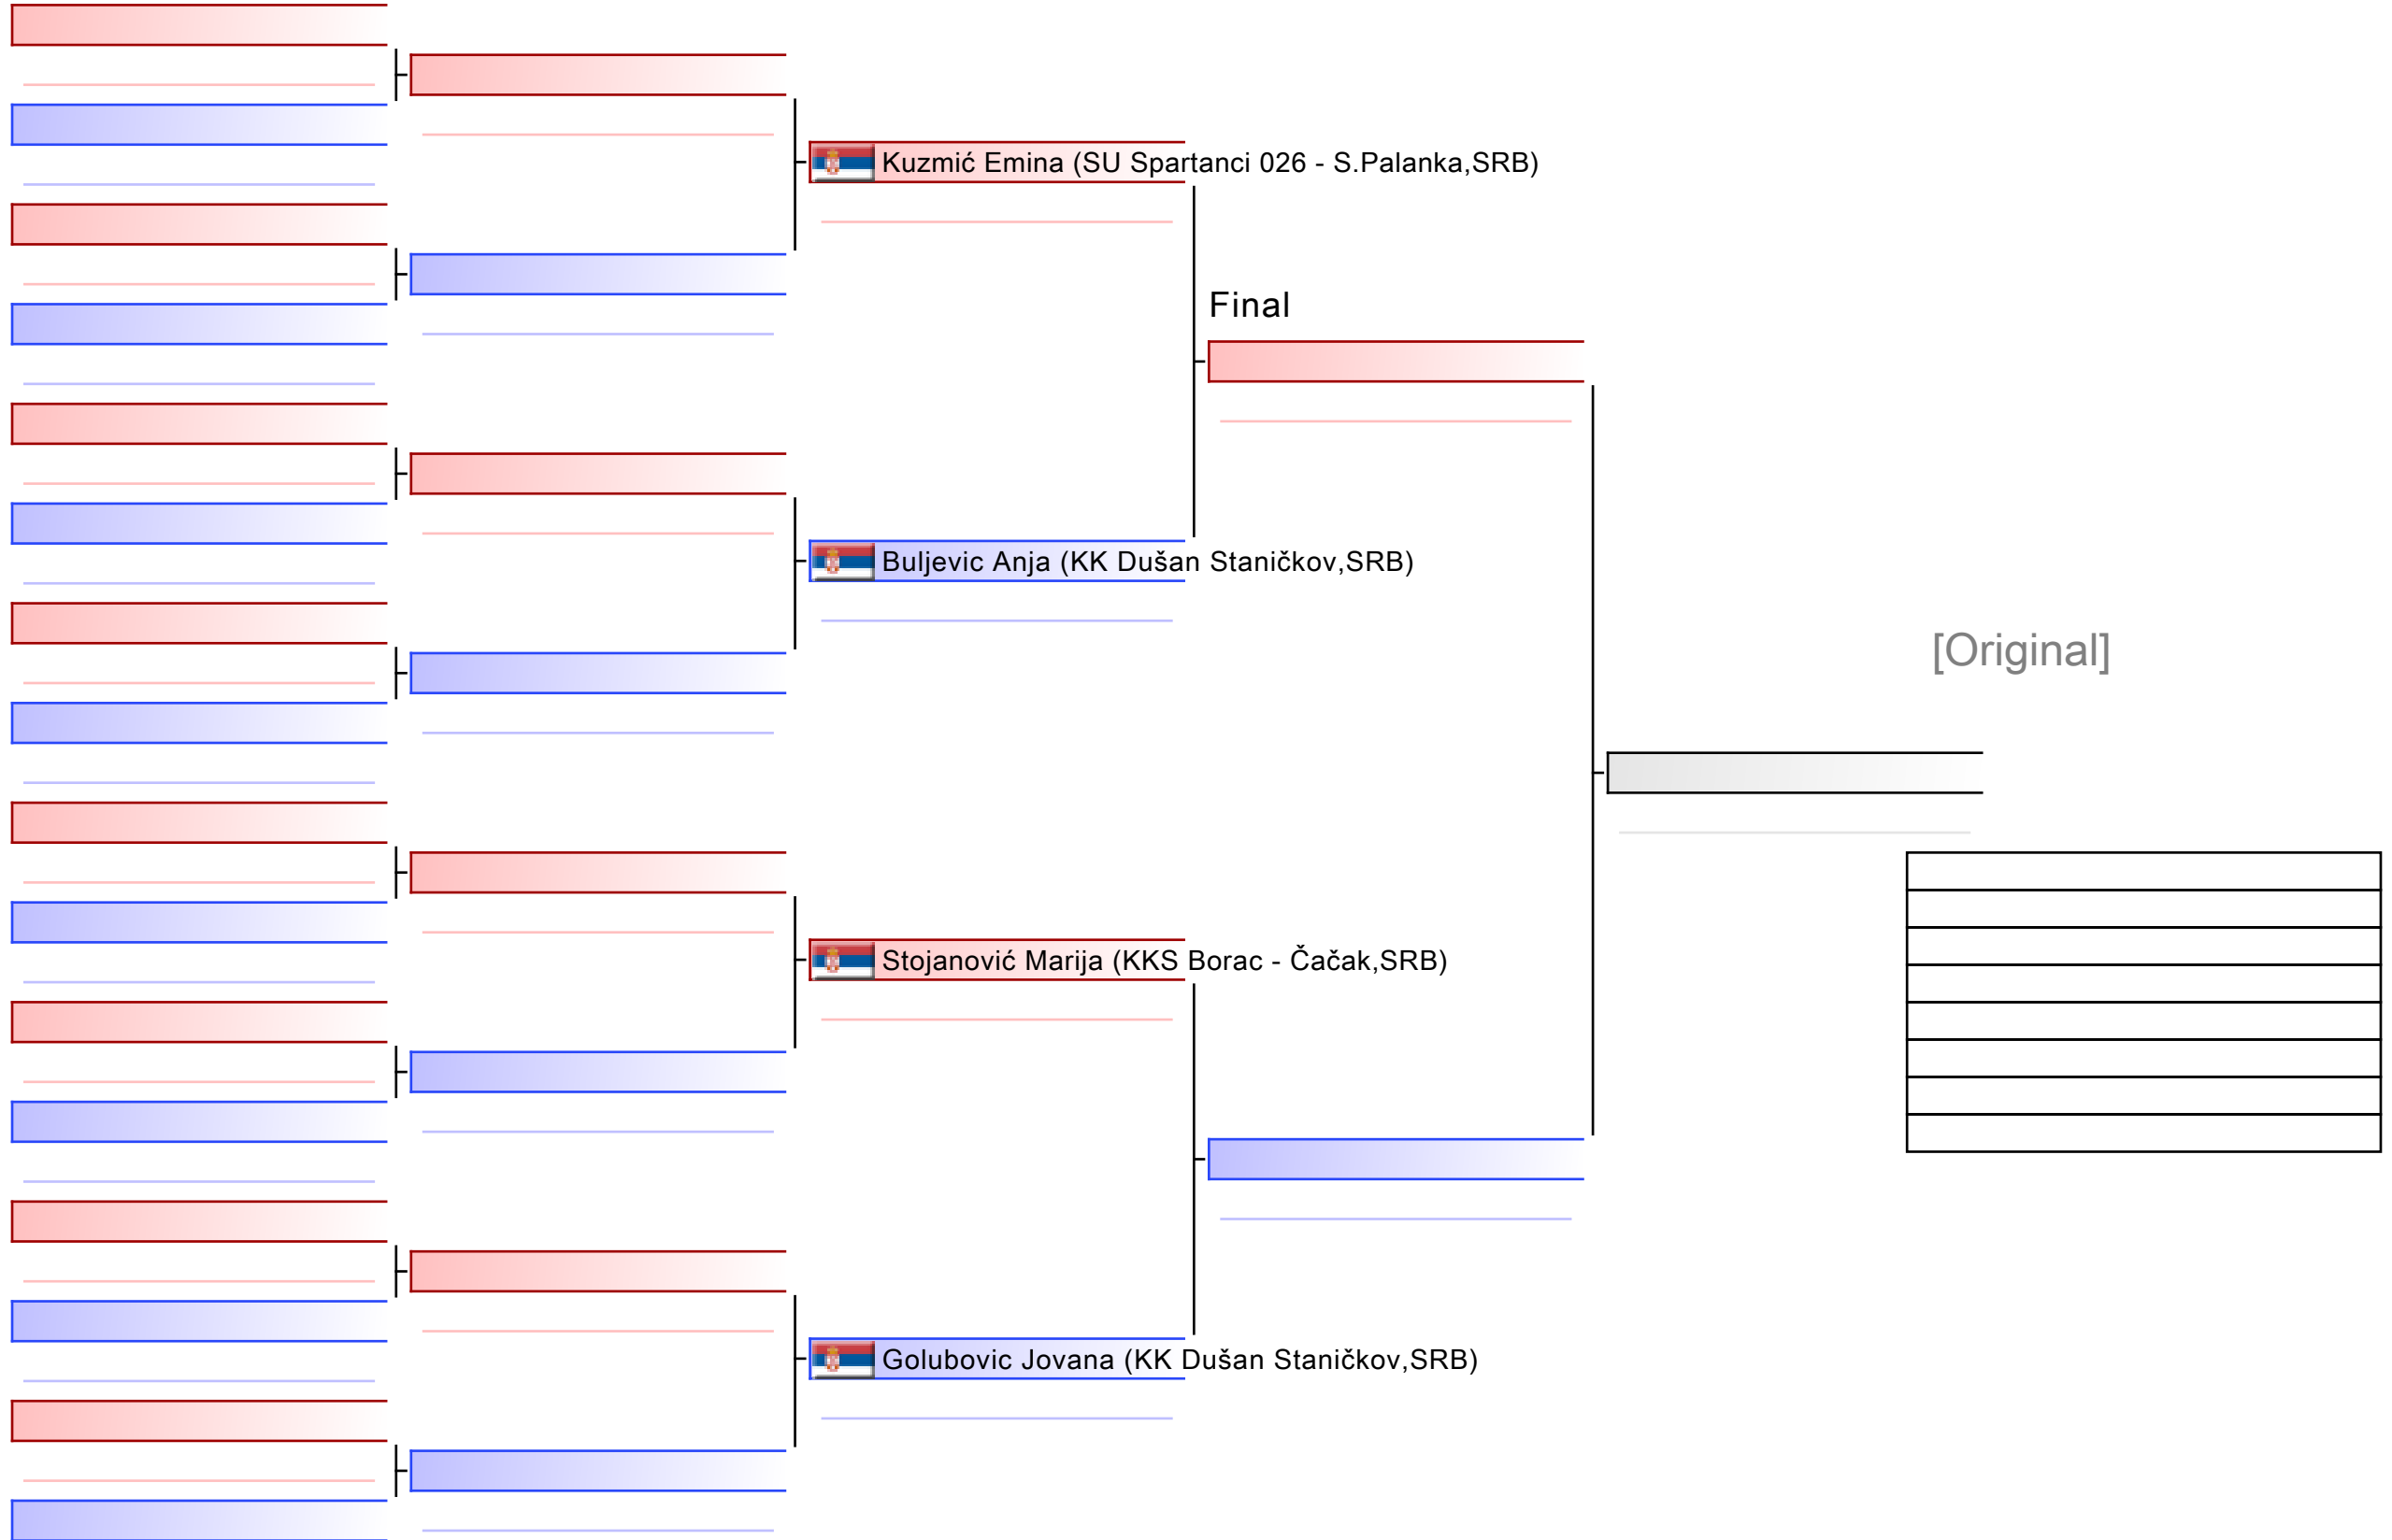 Kuzmić Emina (SU Spartanci 026 - S.Palanka,SRB)
Final
Buljevic Anja (KK Dušan Staničkov,SRB)
[Original]
Stojanović Marija (KKS Borac - Čačak,SRB)
Golubovic Jovana (KK Dušan Staničkov,SRB)